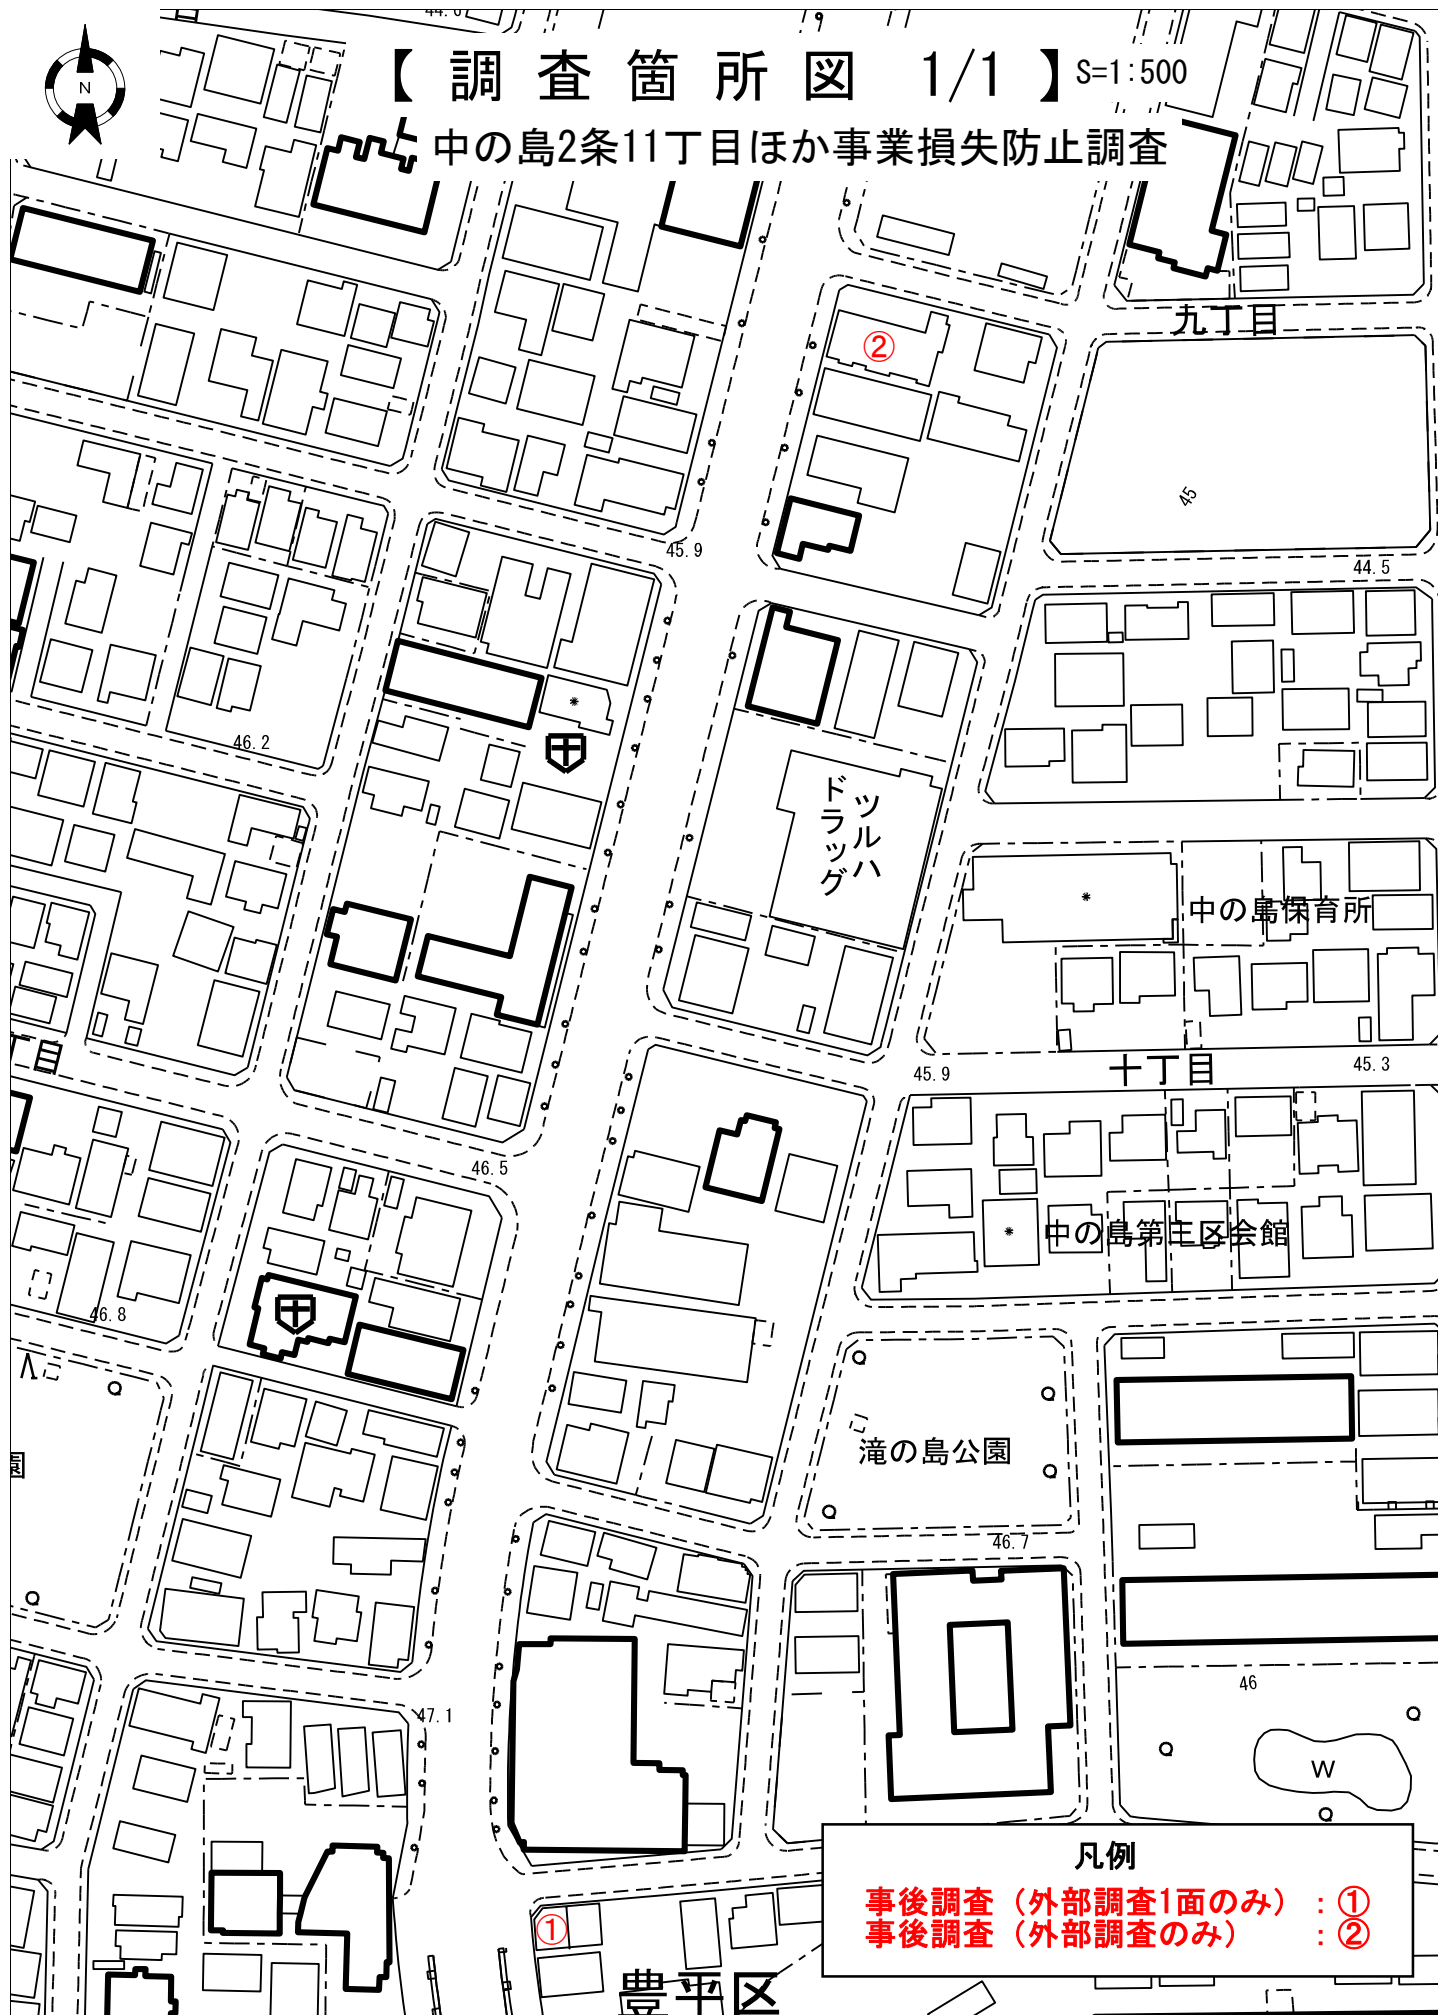 44.6
N
【 調 査 箇 所 図 1/1 】 S=1:500
中の島2条11丁目ほか事業損失防止調査
九丁目
②
45
45.9
44.5
46.2
ツルハ
ドラッグ
中の島保育所
丁目
45.9
十丁目
45.3
46.5
中の島第三区会館
46.8
滝の島公園
園
46.7
46
47.1
W
凡例
事後調査（外部調査1面のみ）：①
事後調査（外部調査のみ）：②
①
豊平区